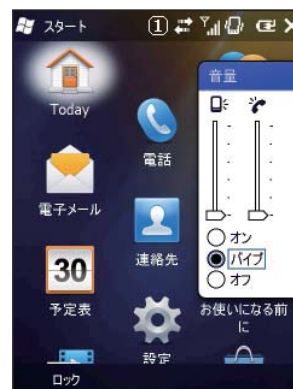 スタート
1
音量
Today
電話
電子メール
オン
バイブ
オフ
30
連絡先
予定表
設定
お使いになる前
に
ロック